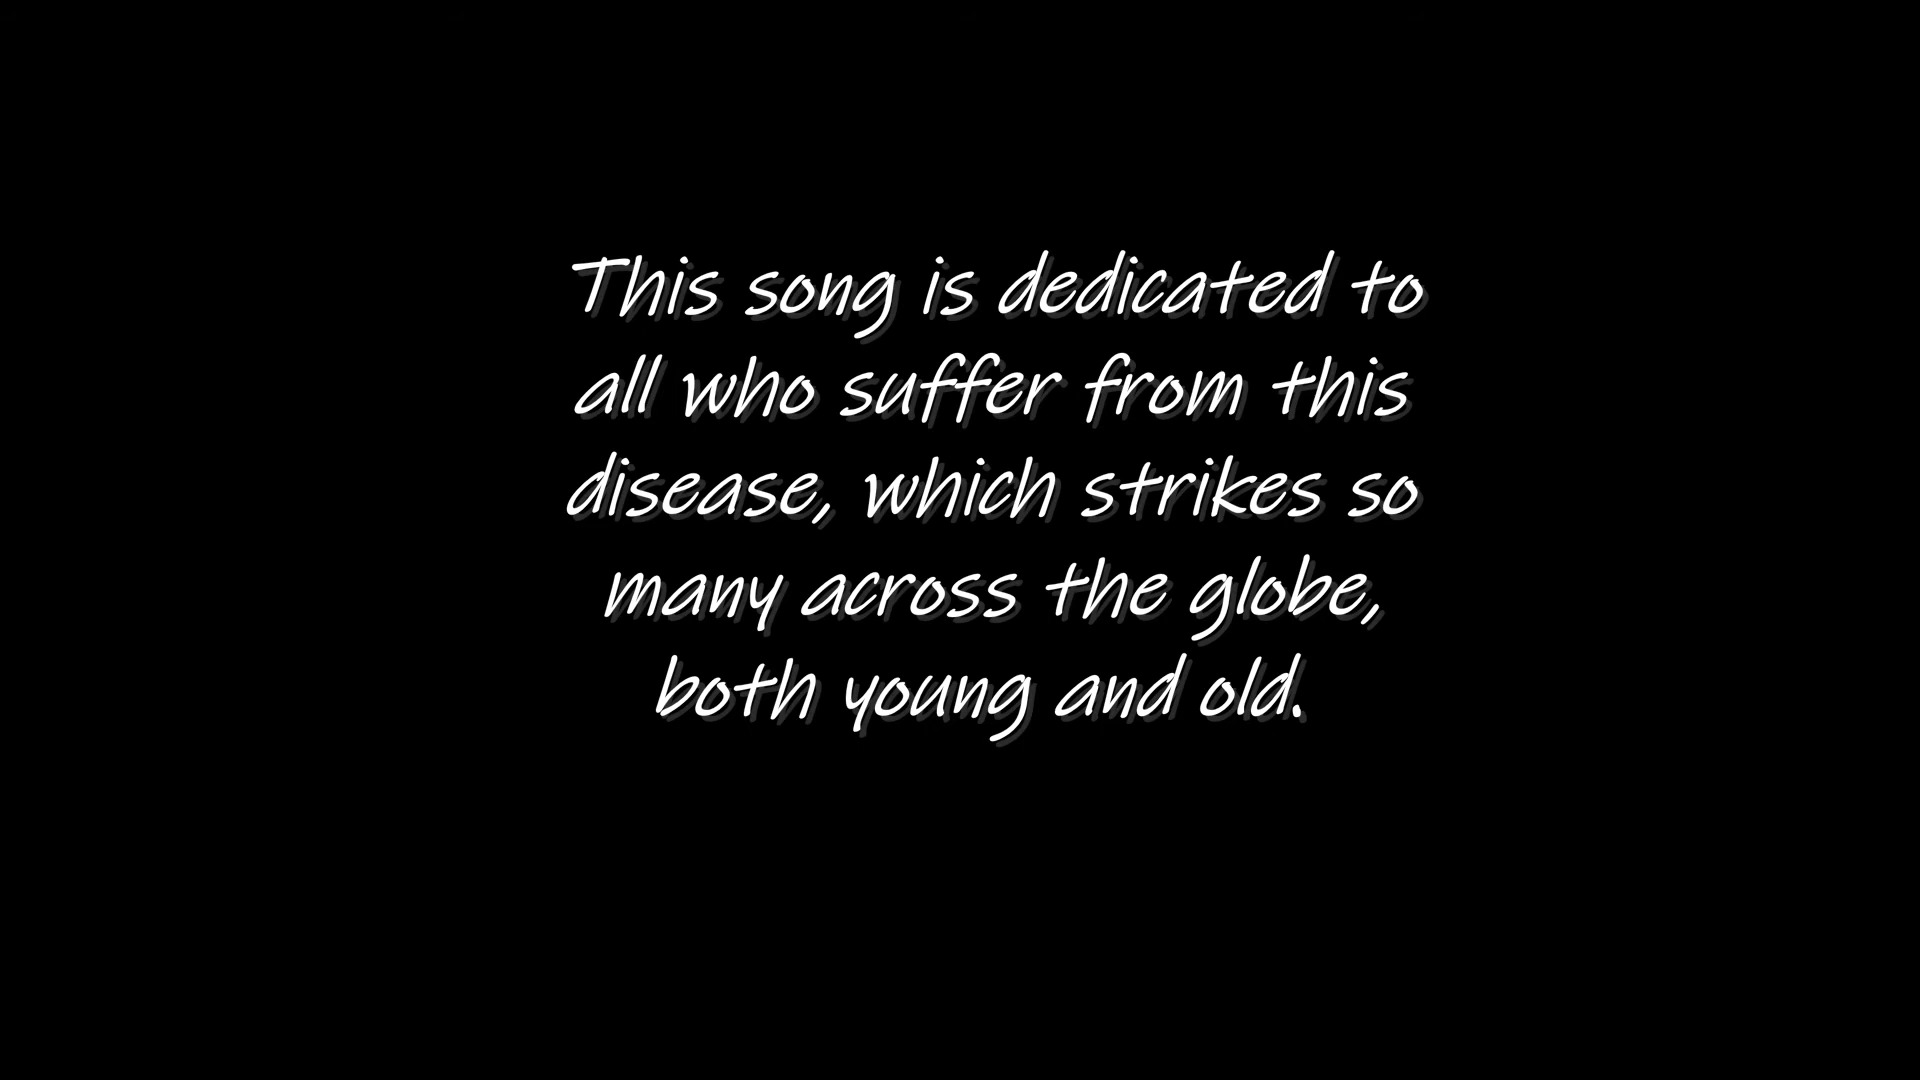 This song is dedicated to
all who suffer from this
disease, which strikes so
many across the globe,
both young and old.